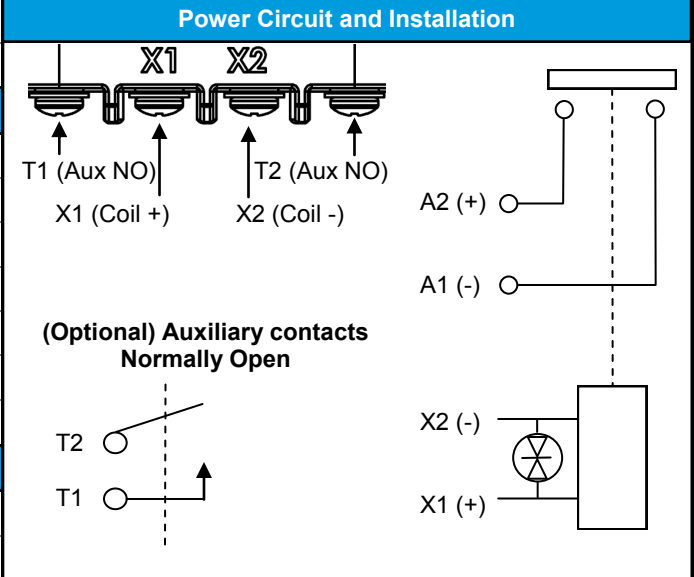 Power Circuit and Installation
X1 X2
T1 (Aux NO) T2 (Aux NO)
X1 (Coil +) X2 (Coil -)
A2 (+)
A1 (-)
(Optional) Auxiliary contacts
Normally Open
T2
T1
X2 (-)
X1 (+)